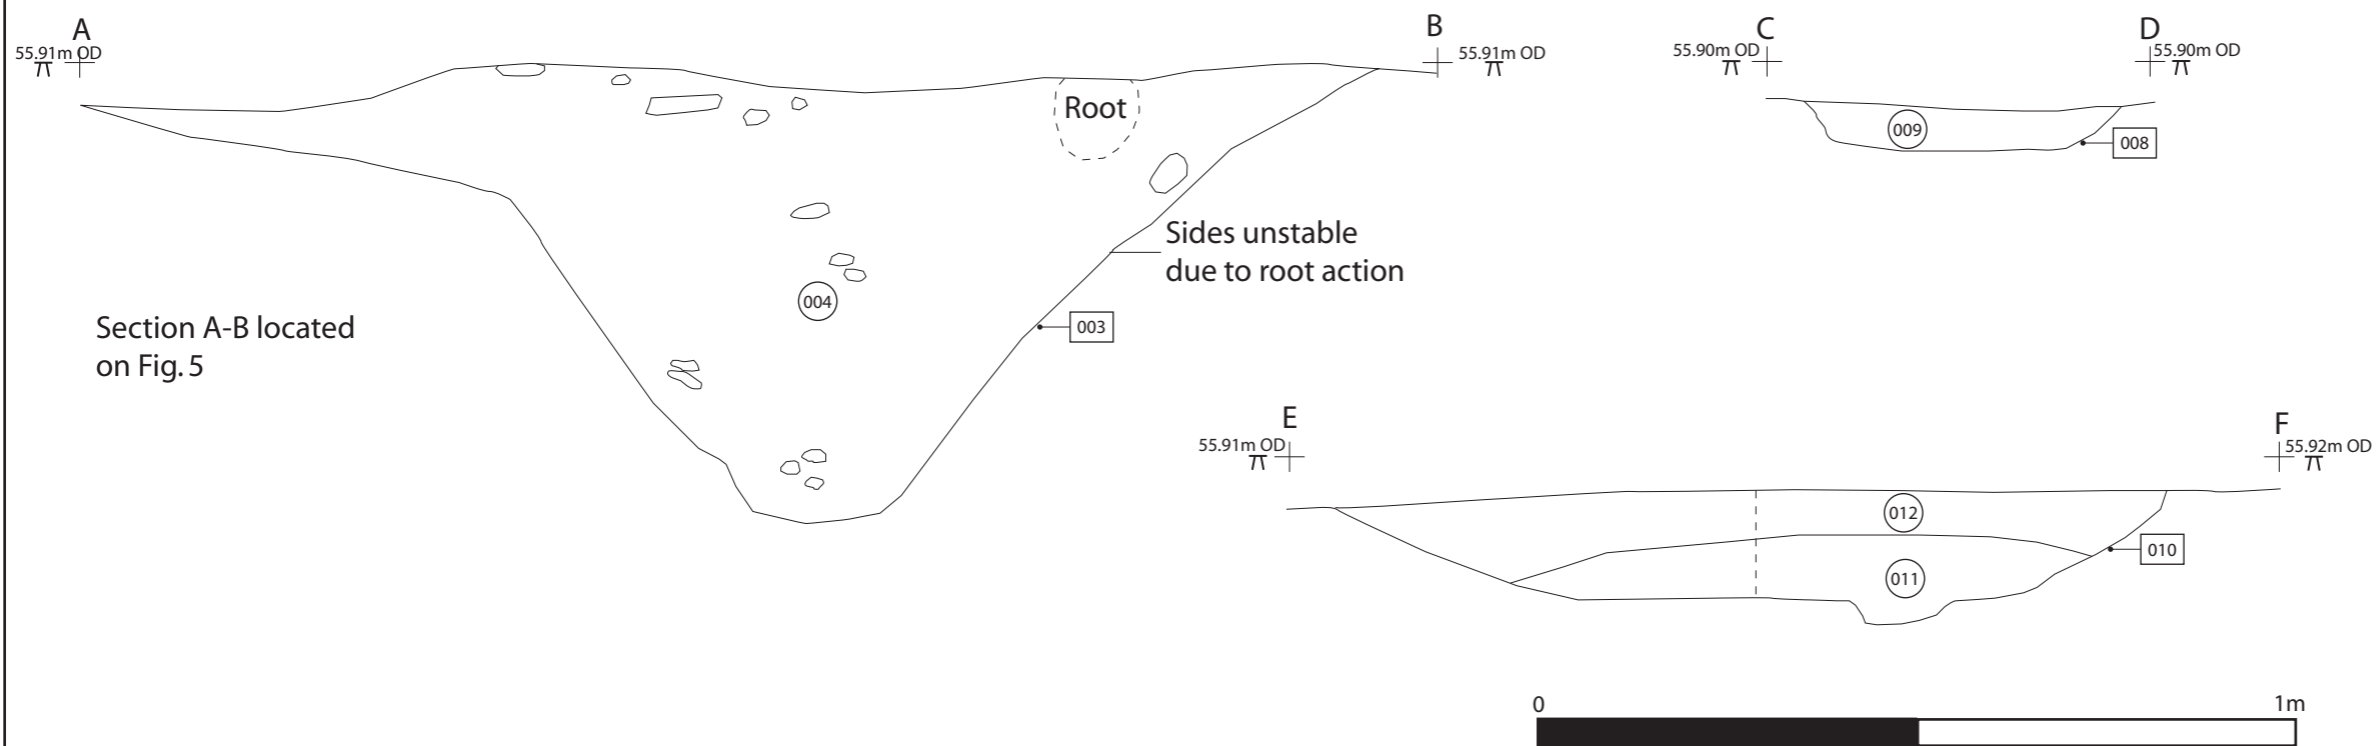 A
55.91m OD
B
55.91m OD
Root
004
Sides unstable
due to root action
003
Section A-B located
on Fig. 5
C
55.90m OD
D
55.90m OD
009
008
E
55.91m OD
F
55.92m OD
012
010
011
0 1m